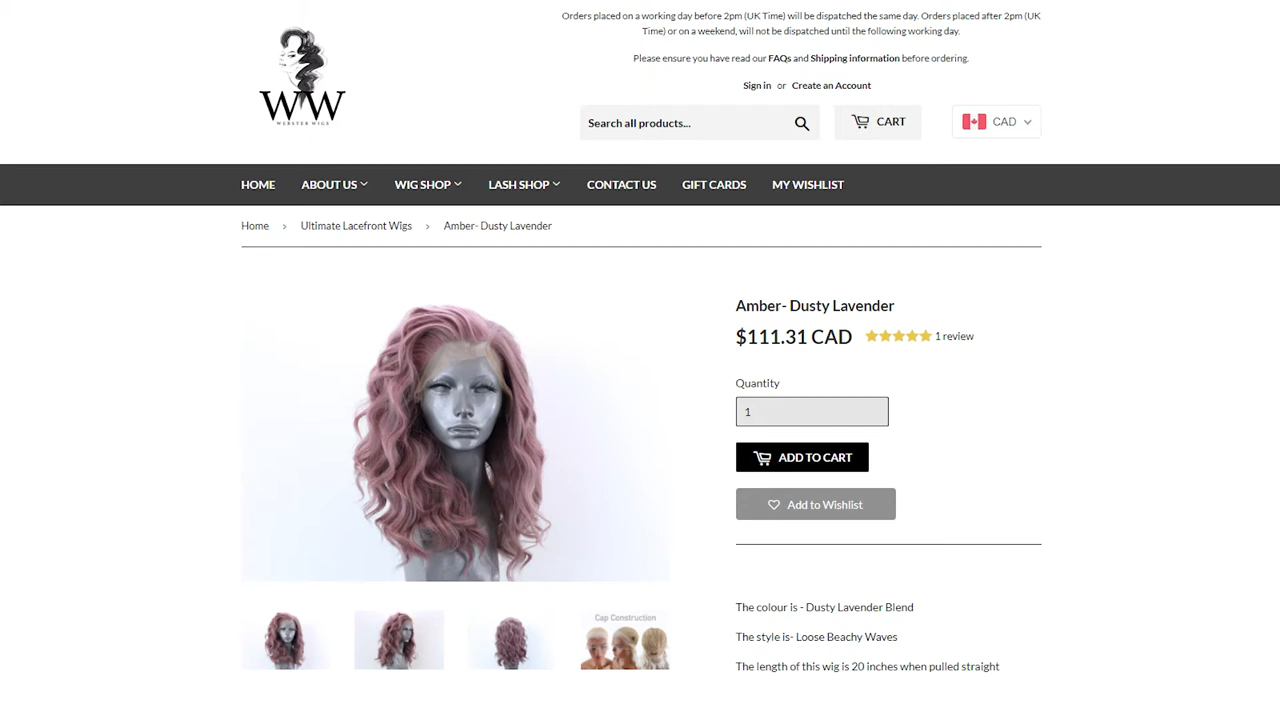 Orders placed on a working day before 2pm (UK Time) will be dispatched the same day. Orders placed after 2pm (UK
Time) or on a weekend, will not be dispatched until the following working day.
Please ensure you have read our FAQs and Shipping information before ordering.
WW
WEBSTER WIGS
Sign in or Create an Account
Search all products...
CART
CAD
HOME ABOUT US WIG SHOP LASH SHOP CONTACT US GIFT CARDS MY WISHLIST
Home › Ultimate Lacefront Wigs › Amber- Dusty Lavender
Amber- Dusty Lavender
$111.31 CAD 1 review
Quantity
1
ADD TO CART
Add to Wishlist
The colour is - Dusty Lavender Blend
The style is- Loose Beachy Waves
The length of this wig is 20 inches when pulled straight
Cap Construction